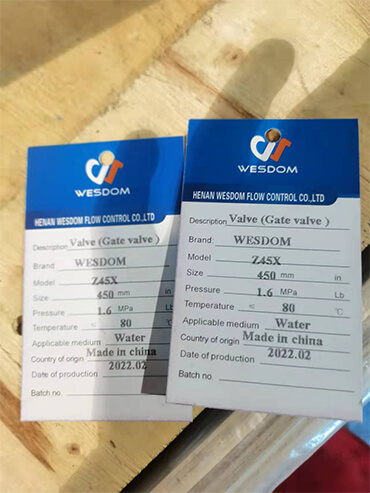 WESDOM
HENAN WESDOM FLOW CONTROL CO.,LTD
Description Valve (Gate valve )
Brand WESDOM
Model Z45X
Size 450 mm in
Pressure 1.6 MPa Lb
Temperature ≤ 80 ℃
Applicable medium Water
Country of origin Made in china
Date of production 2022.02
Batch no.
WESDOM
HENAN WESDOM FLOW CONTROL CO.,LTD
Description Valve (Gate valve )
Brand WESDOM
Model Z45X
Size 450 mm in
Pressure 1.6 MPa Lb
Temperature ≤ 80 ℃
Applicable medium Water
Country of origin Made in china
Date of production 2022.02
Batch no.